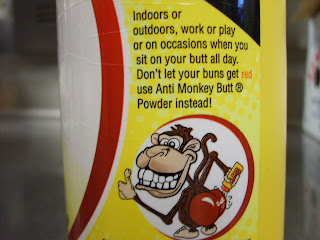 Indoors or
outdoors, work or play
or on occasions when you
sit on your butt all day.
Don't let your buns get red
use Anti Monkey Butt ®
Powder instead!